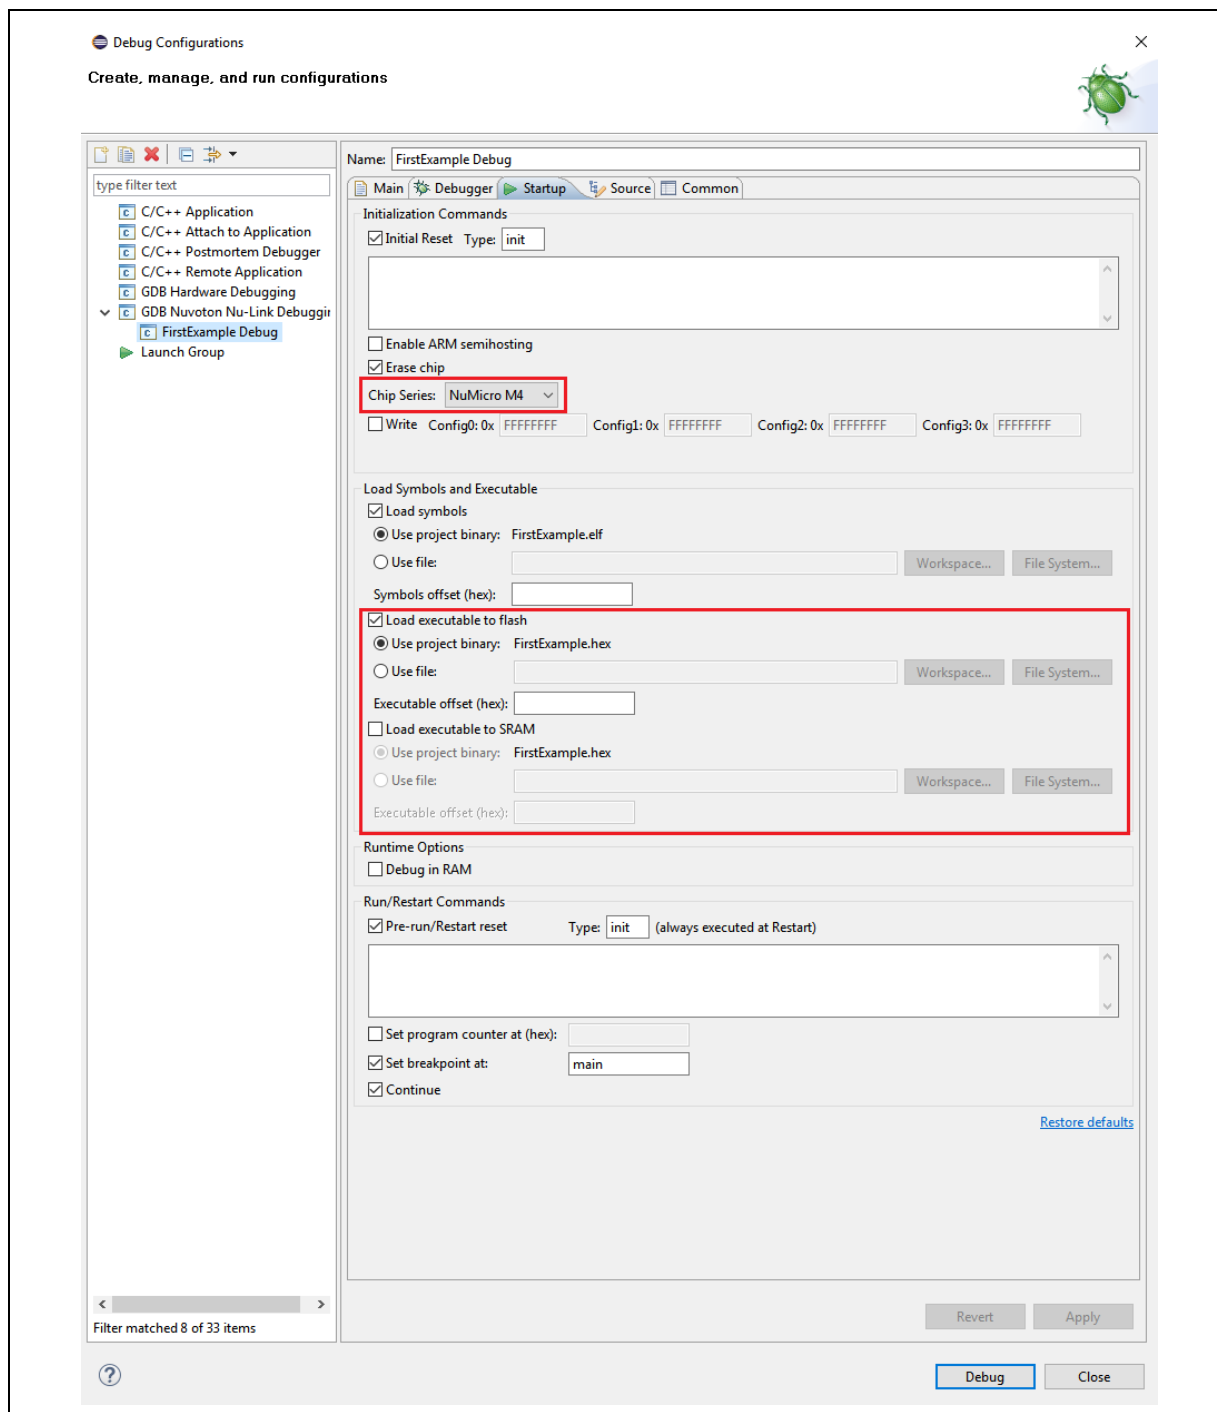 Debug Configurations
Create, manage, and run configurations
type filter text
C/C++ Application
C/C++ Attach to Application
C/C++ Postmortem Debugger
C/C++ Remote Application
GDB Hardware Debugging
GDB Nuvoton Nu-Link Debuggin
FirstExample Debug
Launch Group
Filter matched 8 of 33 items
Name: FirstExample Debug
Main Debugger Startup Source Common
Initialization Commands
Initial Reset Type: init
Enable ARM semihosting
Erase chip
Chip Series: NuMicro M4
Write Config0: 0x FFFFFFFF Config1: 0x FFFFFFFF Config2: 0x FFFFFFFF Config3: 0x FFFFFFFF
Load Symbols and Executable
Load symbols
Use project binary: FirstExample.elf
Use file: Workspace... File System...
Symbols offset (hex):
Load executable to flash
Use project binary: FirstExample.hex
Use file: Workspace... File System...
Executable offset (hex):
Load executable to SRAM
Use project binary: FirstExample.hex
Use file: Workspace... File System...
Executable offset (hex):
Runtime Options
Debug in RAM
Run/Restart Commands
Pre-run/Restart reset Type: init (always executed at Restart)
Set program counter at (hex):
Set breakpoint at: main
Continue
Restore defaults
Revert Apply
Debug Close